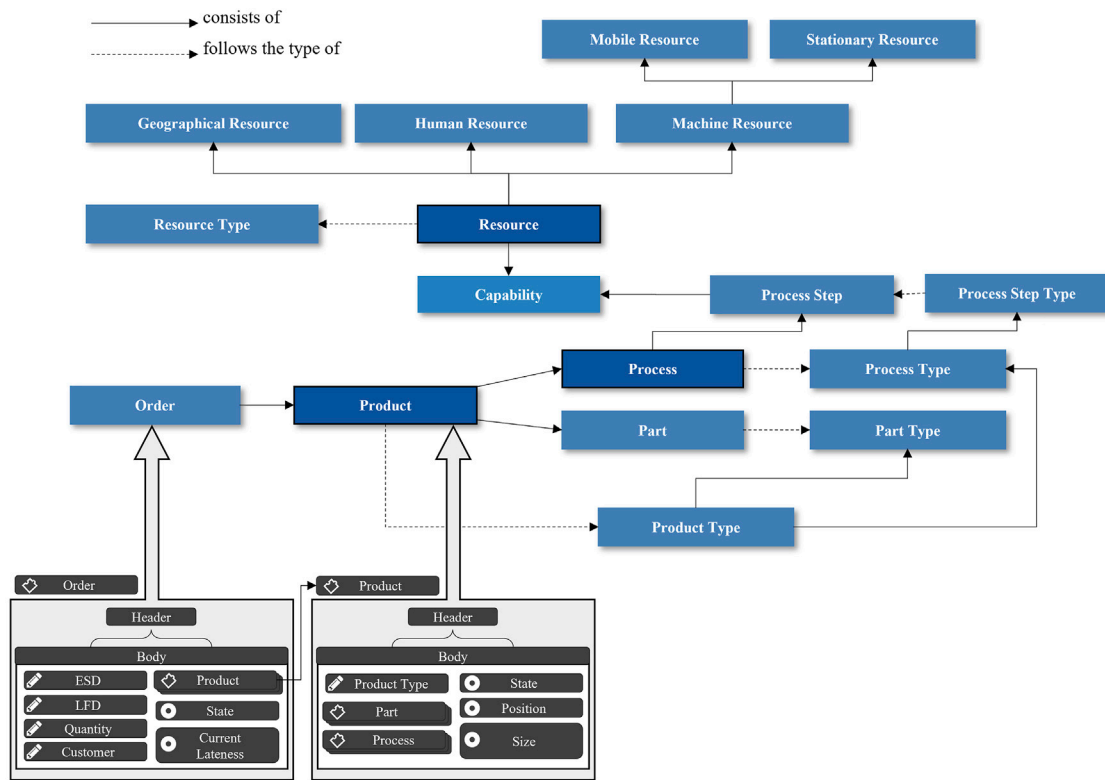 consists of
follows the type of
Mobile Resource
Stationary Resource
Geographical Resource
Human Resource
Machine Resource
Resource Type
Resource
Capability
Process Step
Process Step Type
Process
Process Type
Order
Product
Part
Part Type
Product Type
Order
Product
Header
Header
Body
Body
ESD
Product
LFD
State
Quantity
Current
Lateness
Customer
Product Type
State
Part
Position
Process
Size